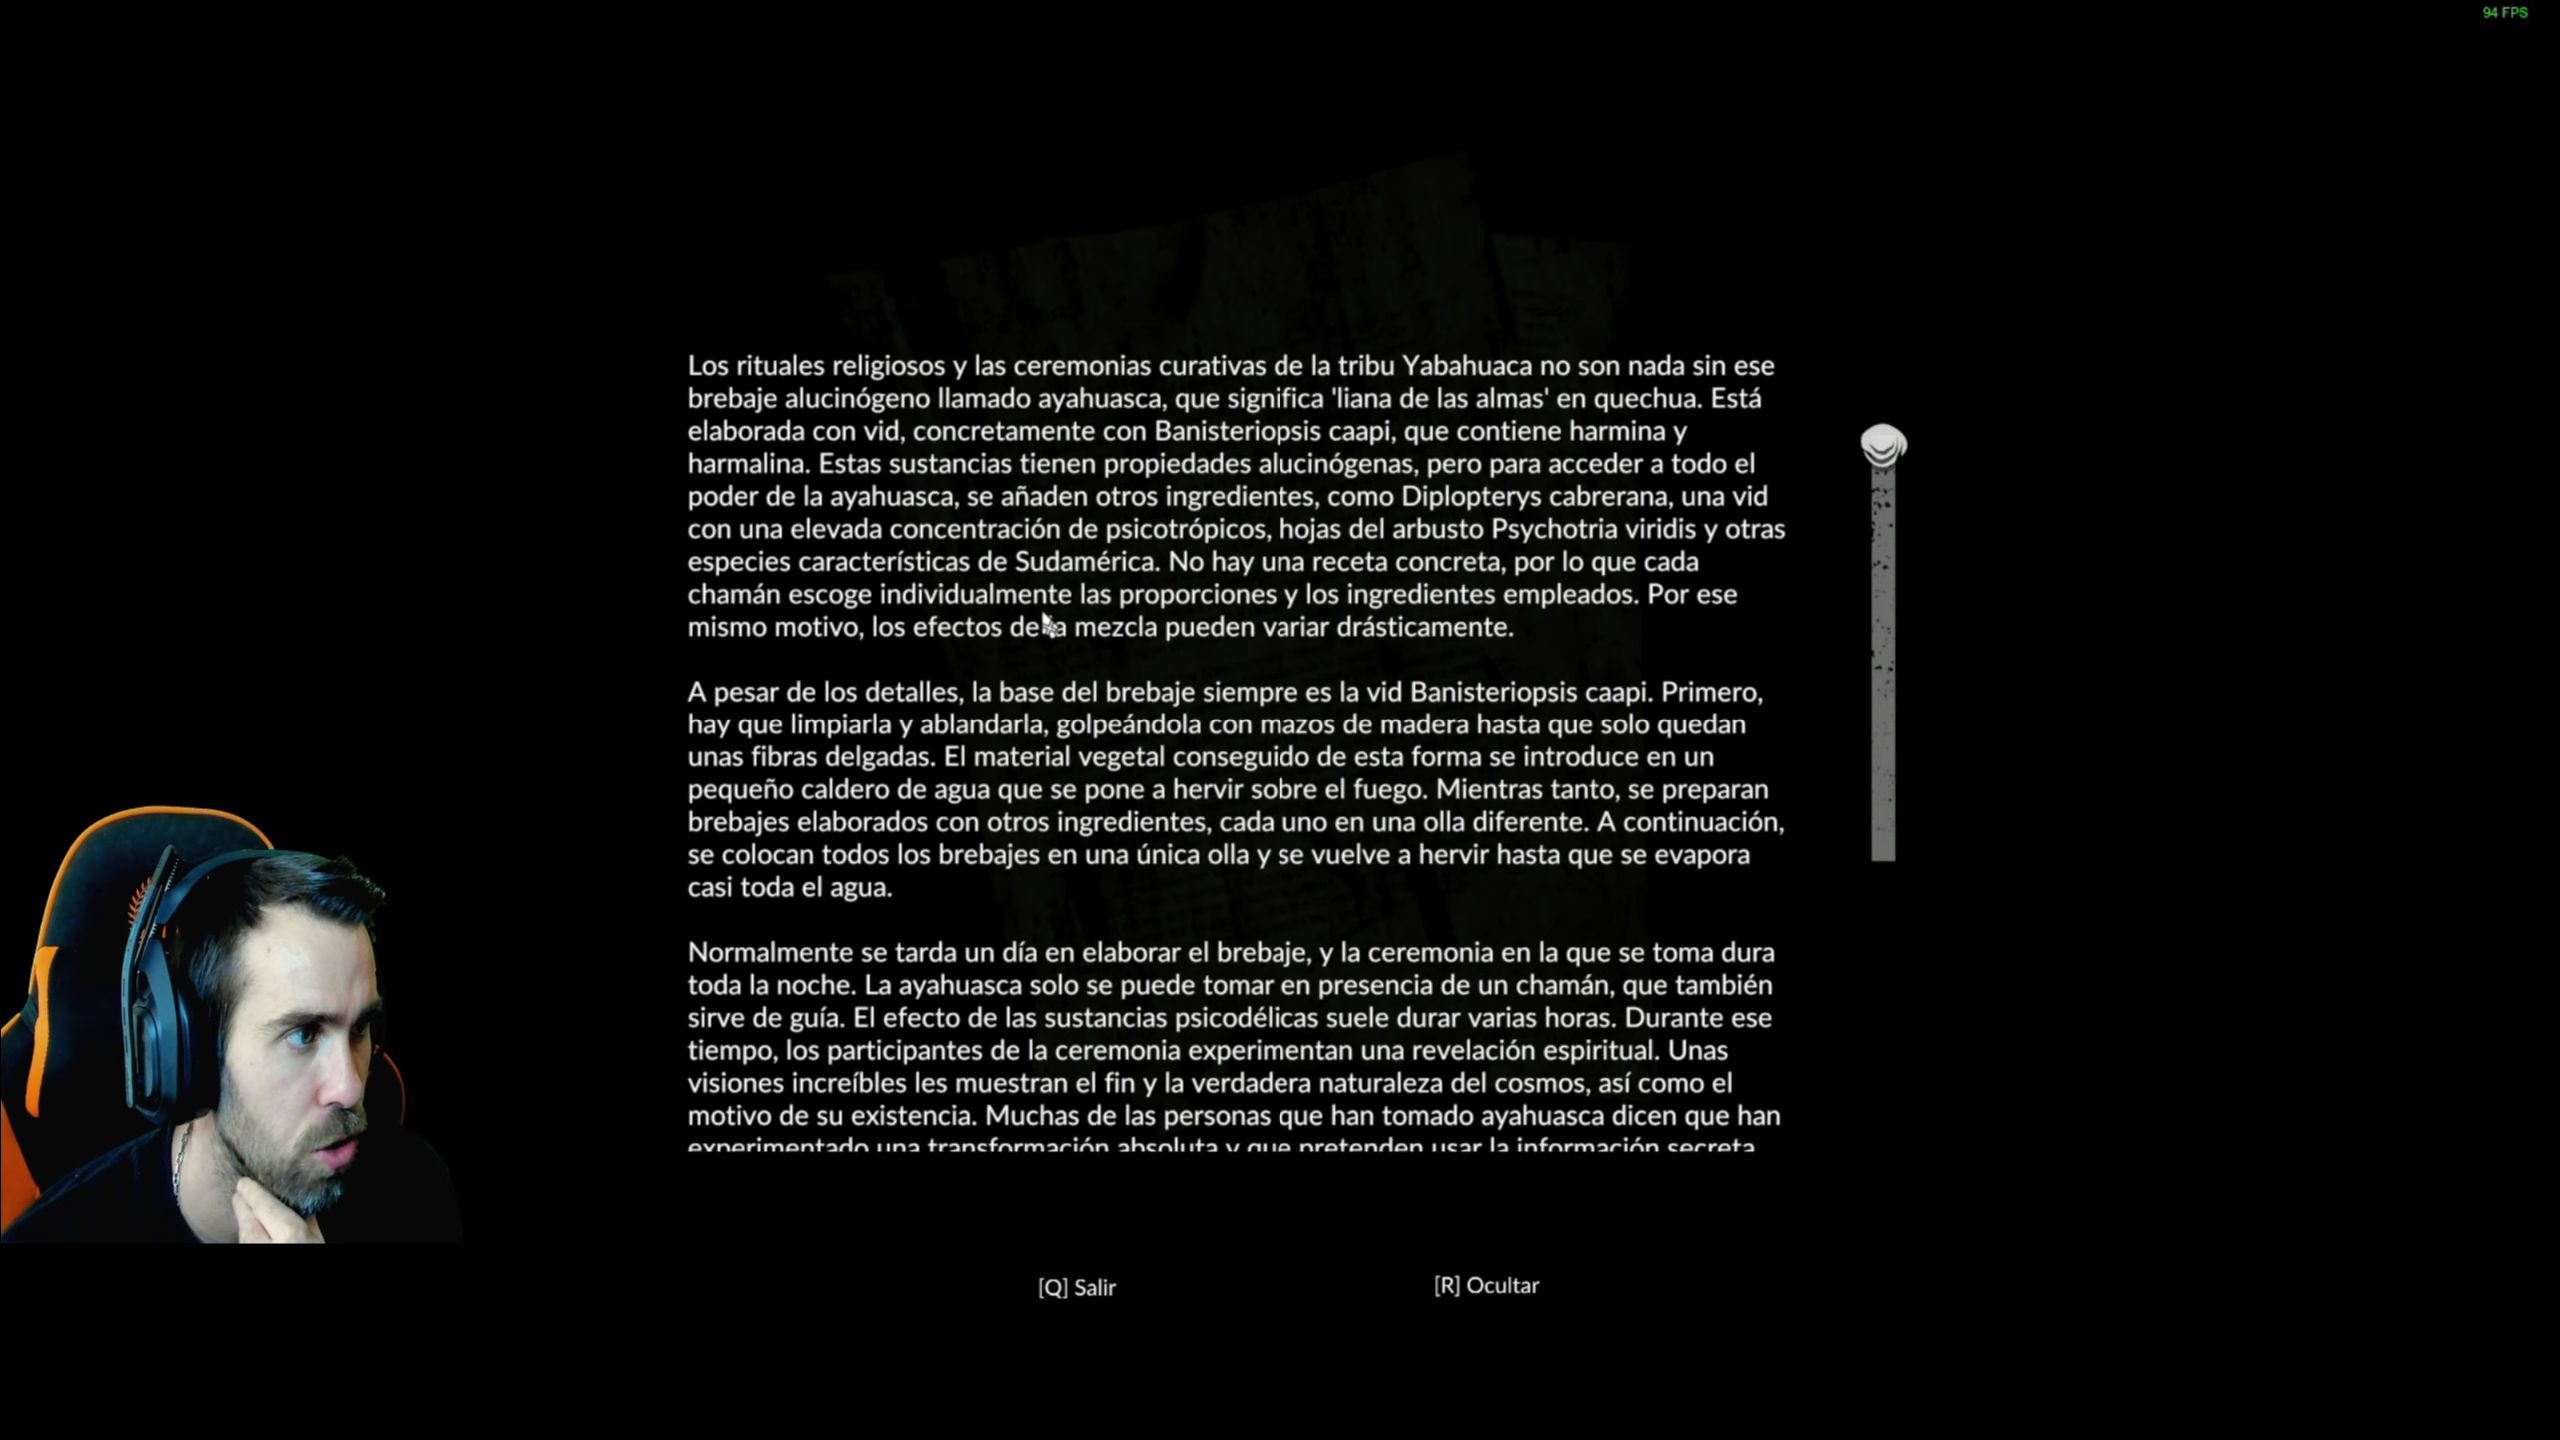 94 FPS
Los rituales religiosos y las ceremonias curativas de la tribu Yabahuaca no son nada sin ese
brebaje alucinógeno llamado ayahuasca, que significa 'liana de las almas' en quechua. Está
elaborada con vid, concretamente con Banisteriopsis caapi, que contiene harmina y
harmalina. Estas sustancias tienen propiedades alucinógenas, pero para acceder a todo el
poder de la ayahuasca, se añaden otros ingredientes, como Diplopterys cabrerana, una vid
con una elevada concentración de psicotrópicos, hojas del arbusto Psychotria viridis y otras
especies características de Sudamérica. No hay una receta concreta, por lo que cada
chamán escoge individualmente las proporciones y los ingredientes empleados. Por ese
mismo motivo, los efectos de la mezcla pueden variar drásticamente.
A pesar de los detalles, la base del brebaje siempre es la vid Banisteriopsis caapi. Primero,
hay que limpiarla y ablandarla, golpeándola con mazos de madera hasta que solo quedan
unas fibras delgadas. El material vegetal conseguido de esta forma se introduce en un
pequeño caldero de agua que se pone a hervir sobre el fuego. Mientras tanto, se preparan
brebajes elaborados con otros ingredientes, cada uno en una olla diferente. A continuación,
se colocan todos los brebajes en una única olla y se vuelve a hervir hasta que se evapora
casi toda el agua.
Normalmente se tarda un día en elaborar el brebaje, y la ceremonia en la que se toma dura
toda la noche. La ayahuasca solo se puede tomar en presencia de un chamán, que también
sirve de guía. El efecto de las sustancias psicodélicas suele durar varias horas. Durante ese
tiempo, los participantes de la ceremonia experimentan una revelación espiritual. Unas
visiones increíbles les muestran el fin y la verdadera naturaleza del cosmos, así como el
motivo de su existencia. Muchas de las personas que han tomado ayahuasca dicen que han
experimentado una transformación absoluta y que pretenden usar la información secreta
[Q] Salir
[R] Ocultar